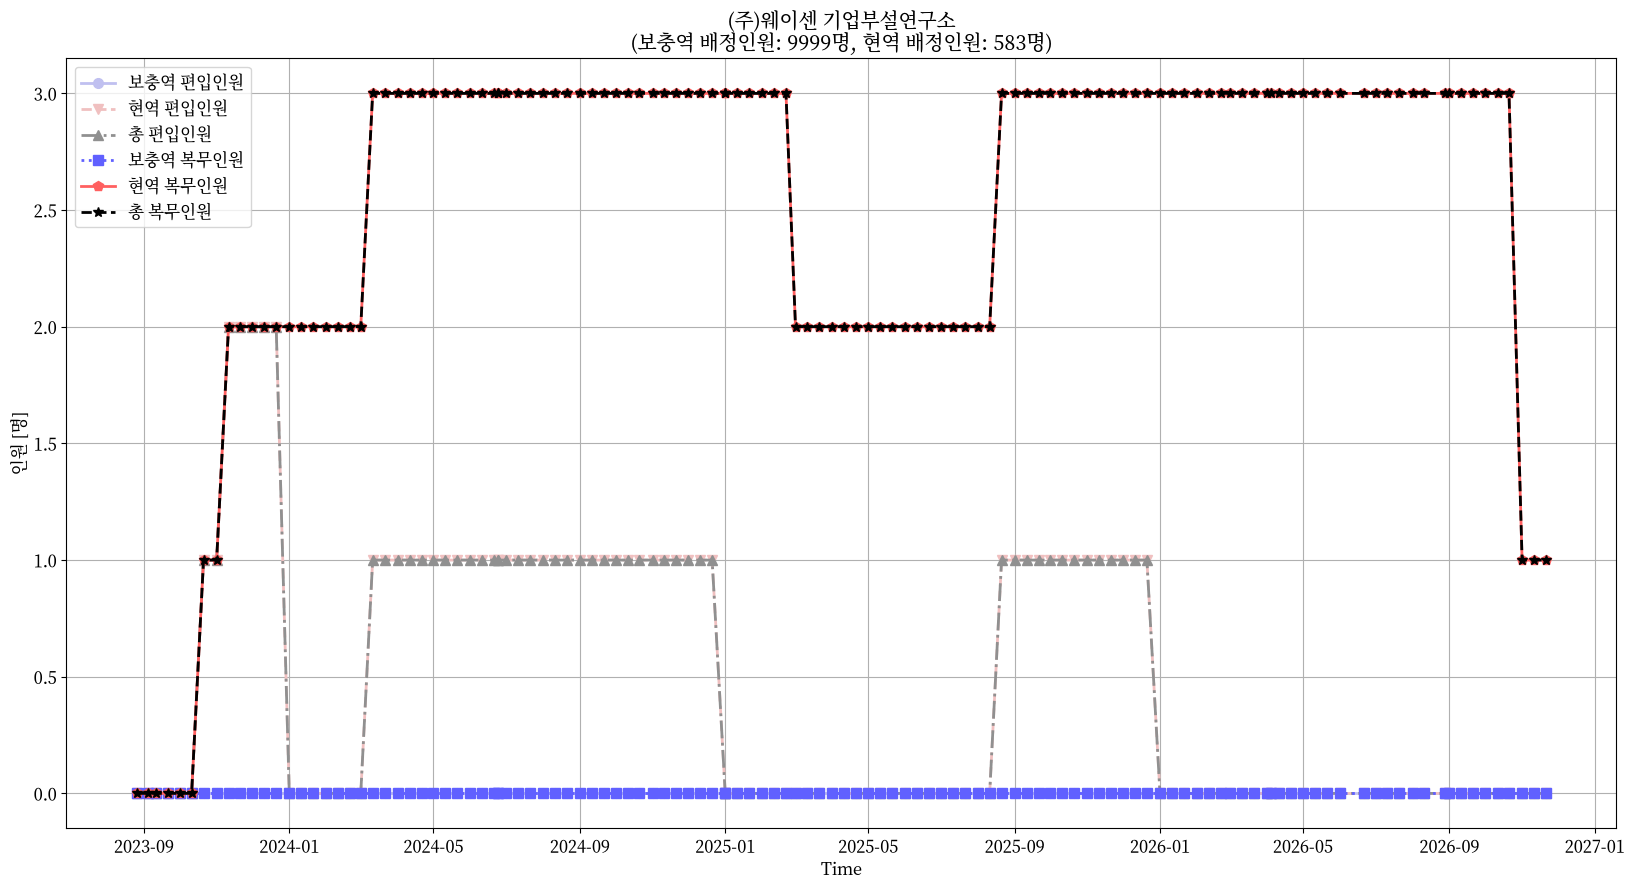 (주)웨이센 기업부설연구소
(보충역 배정인원: 9999명, 현역 배정인원: 583명)
보충역 편입인원
현역 편입인원
총 편입인원
보충역 복무인원
현역 복무인원
총 복무인원
인원 [명]
3.0
2.5
2.0
1.5
1.0
0.5
0.0
2023-09
2024-01
2024-05
2024-09
2025-01
2025-05
2025-09
2026-01
2026-05
2026-09
2027-01
Time